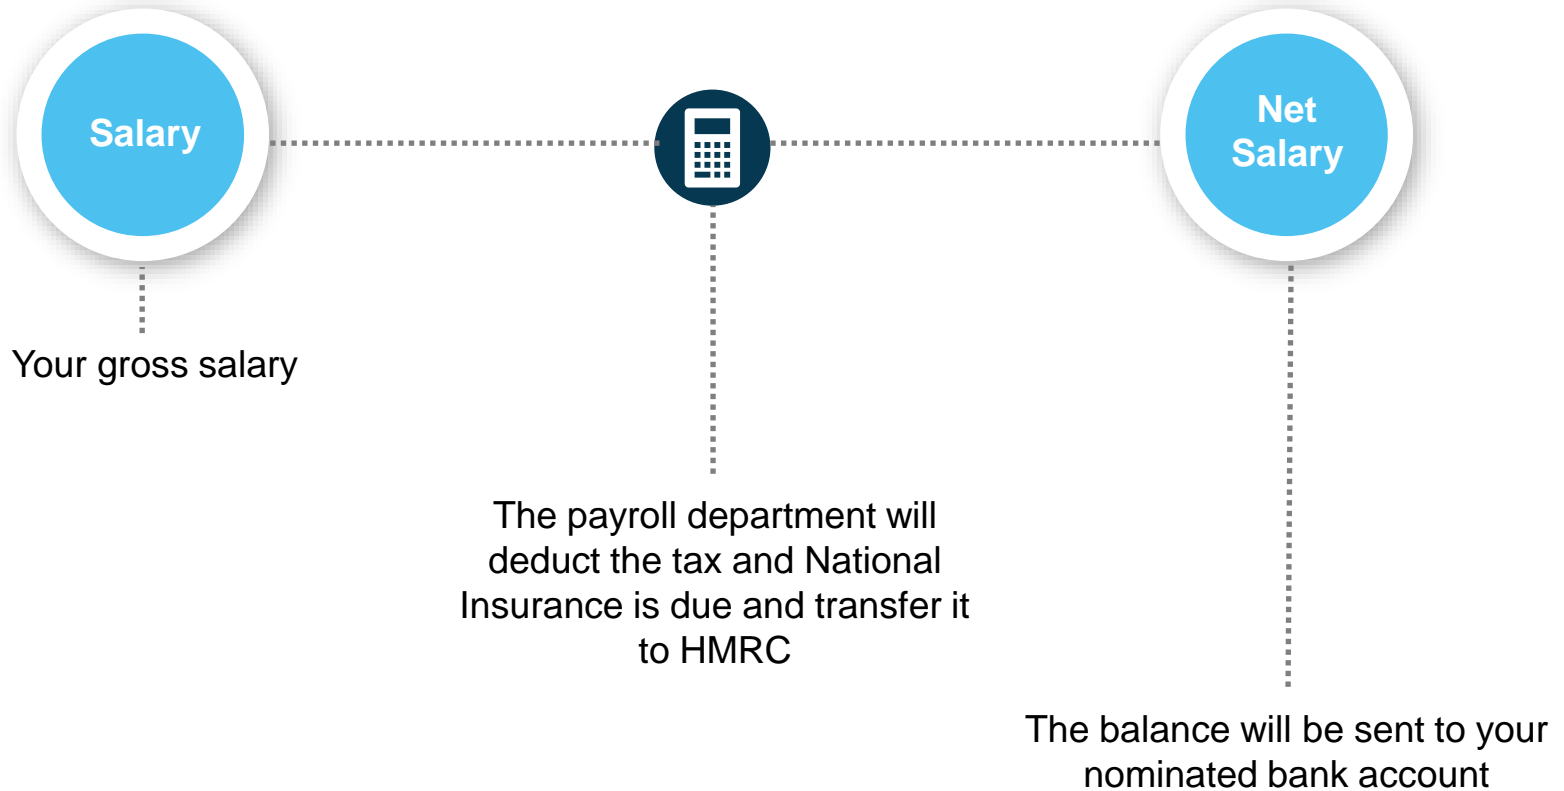 Salary
Net
Salary
Your gross salary
The payroll department will
deduct the tax and National
Insurance is due and transfer it
to HMRC
The balance will be sent to your
nominated bank account